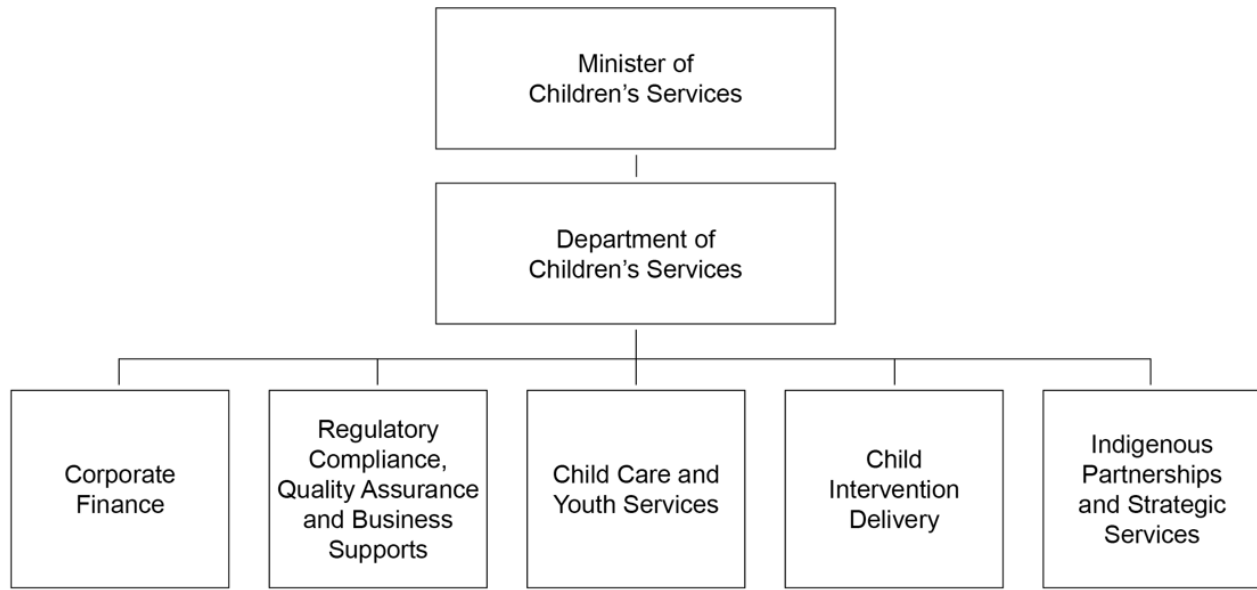 Minister of
Children’s Services
Department of
Children’s Services
Corporate
Finance
Regulatory
Compliance,
Quality Assurance
and Business
Supports
Child Care and
Youth Services
Child
Intervention
Delivery
Indigenous
Partnerships
and Strategic
Services